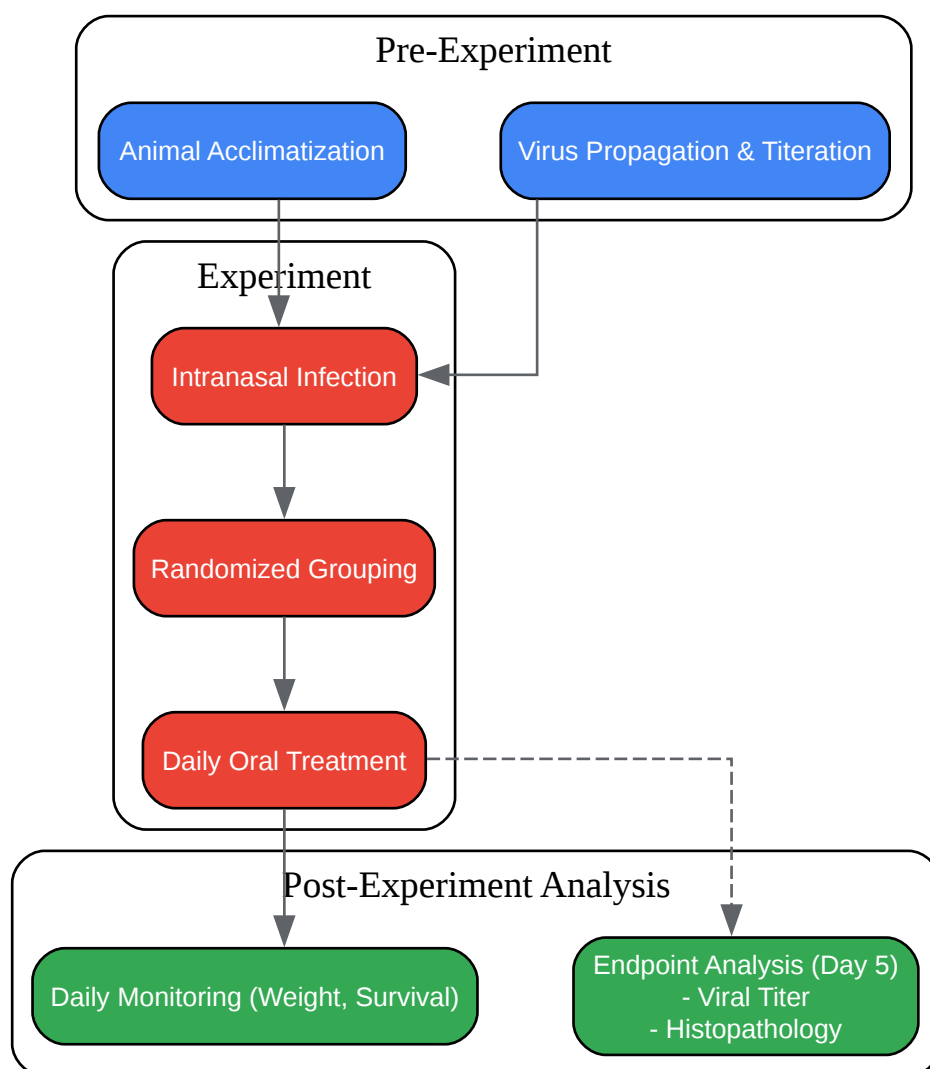 Pre-Experiment
Animal Acclimatization
Virus Propagation & Titeration
Experiment
Intranasal Infection
Randomized Grouping
Daily Oral Treatment
Post-Experiment Analysis
Daily Monitoring (Weight, Survival)
Endpoint Analysis (Day 5)
- Viral Titer
- Histopathology